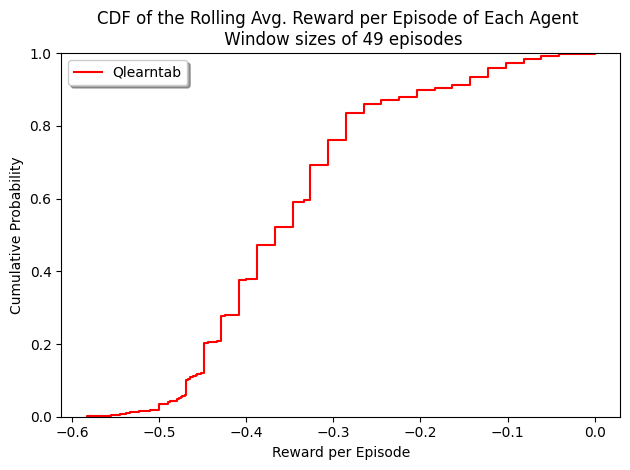 CDF of the Rolling Avg. Reward per Episode of Each Agent
Window sizes of 49 episodes
Qlearntab
Cumulative Probability
1.0
0.8
0.6
0.4
0.2
0.0
−0.6
−0.5
−0.4
−0.3
−0.2
−0.1
0.0
Reward per Episode